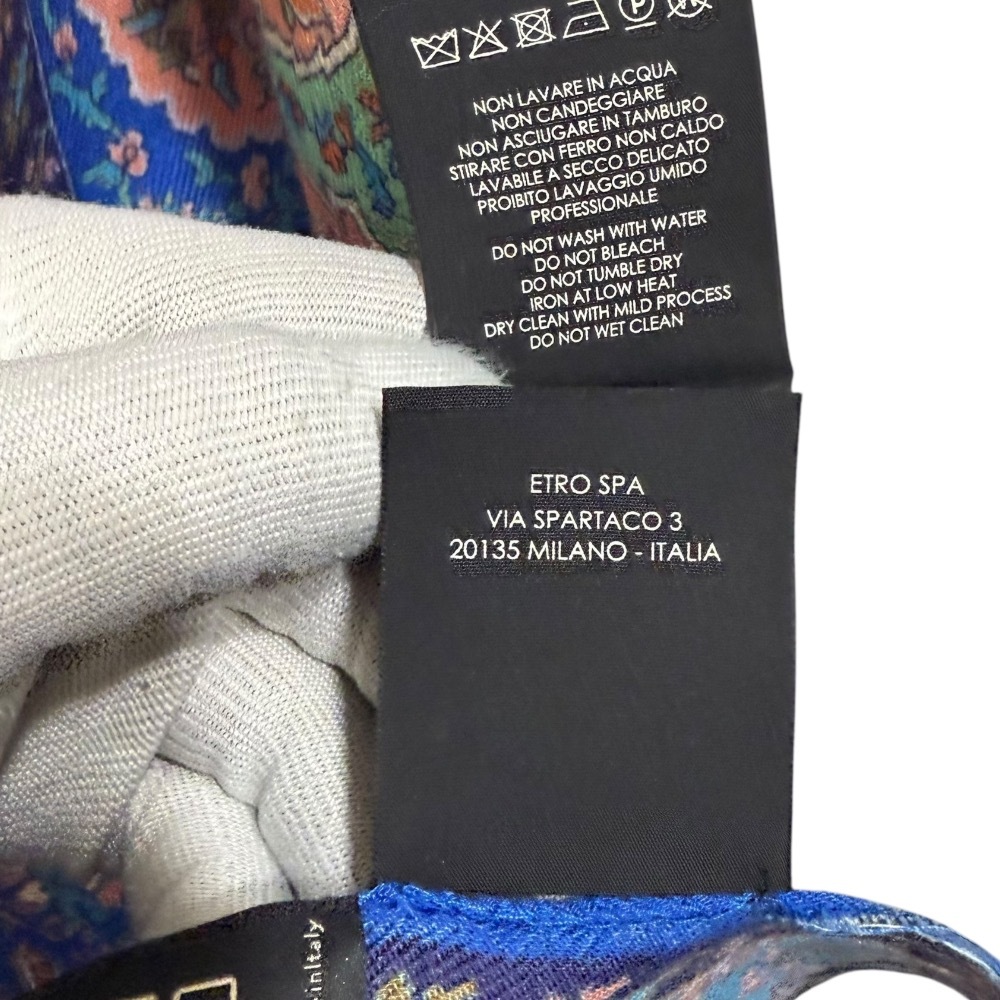 NON LAVARE IN ACQUA
NON CANDEGGIARE
NON ASCIUGARE IN TAMBURO
STIRARE CON FERRO NON CALDO
LAVABILE A SECCO DELICATO
PROIBITO LAVAGGIO UMIDO
PROFESSIONALE
DO NOT WASH WITH WATER
DO NOT BLEACH
DO NOT TUMBLE DRY
IRON AT LOW HEAT
DRY CLEAN WITH MILD PROCESS
DO NOT WET CLEAN
ETRO SPA
VIA SPARTACO 3
20135 MILANO - ITALIA
inItaly